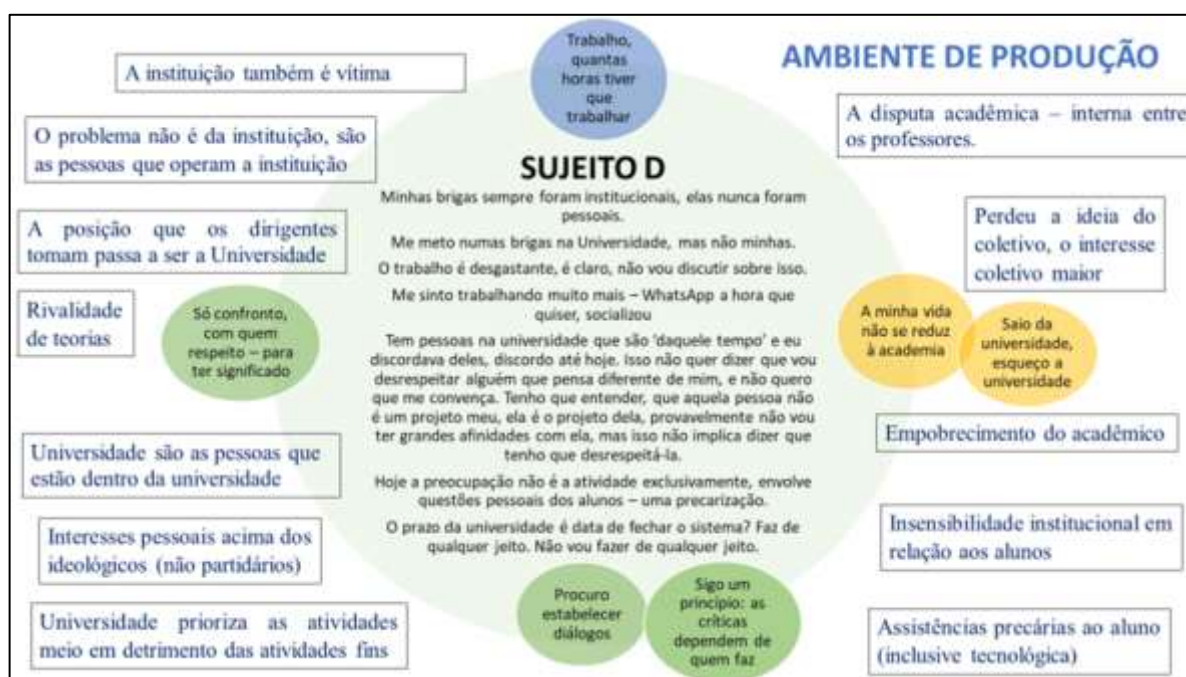 AMBIENTE DE PRODUÇÃO
Trabalho,
quantas
horas tiver
que
trabalhar
A instituição também é vítima
O problema não é da instituição, são
as pessoas que operam a instituição
A posição que os dirigentes
tomam passa a ser a Universidade
Rivalidade
de teorias
Só confronto,
com quem
respeito – para
ter significado
Universidade são as pessoas que
estão dentro da universidade
Interesses pessoais acima dos
ideológicos (não partidários)
Universidade prioriza as atividades
meio em detrimento das atividades fins
SUJEITO D
Minhas brigas sempre foram institucionais, elas nunca foram
pessoais.
Me meto numas brigas na Universidade, mas não minhas.
O trabalho é desgastante, é claro, não vou discutir sobre isso.
Me sinto trabalhando muito mais – WhatsApp a hora que
quiser, socializou
Tem pessoas na universidade que são ‘daquele tempo’ e eu
discordava deles, discordo até hoje. Isso não quer dizer que vou
desrespeitar alguém que pensa diferente de mim, e não quero
que me convença. Tenho que entender, que aquela pessoa não
é um projeto meu, ela é o projeto dela, provavelmente não vou
ter grandes afinidades com ela, mas isso não implica dizer que
tenho que desrespeitá-la.
Hoje a preocupação não é a atividade exclusivamente, envolve
questões pessoais dos alunos – uma precarização.
O prazo da universidade é data de fechar o sistema? Faz de
qualquer jeito. Não vou fazer de qualquer jeito.
Procuro
estabelecer
diálogos
Sigo um
princípio: as
críticas
dependem de
quem faz
A disputa acadêmica – interna entre
os professores.
Perdeu a ideia do
coletivo, o interesse
coletivo maior
A minha vida
não se reduz
à academia
Saio da
universidade,
esqueço a
universidade
Empobrecimento do acadêmico
Insensibilidade institucional em
relação aos alunos
Assistências precárias ao aluno
(inclusive tecnológica)